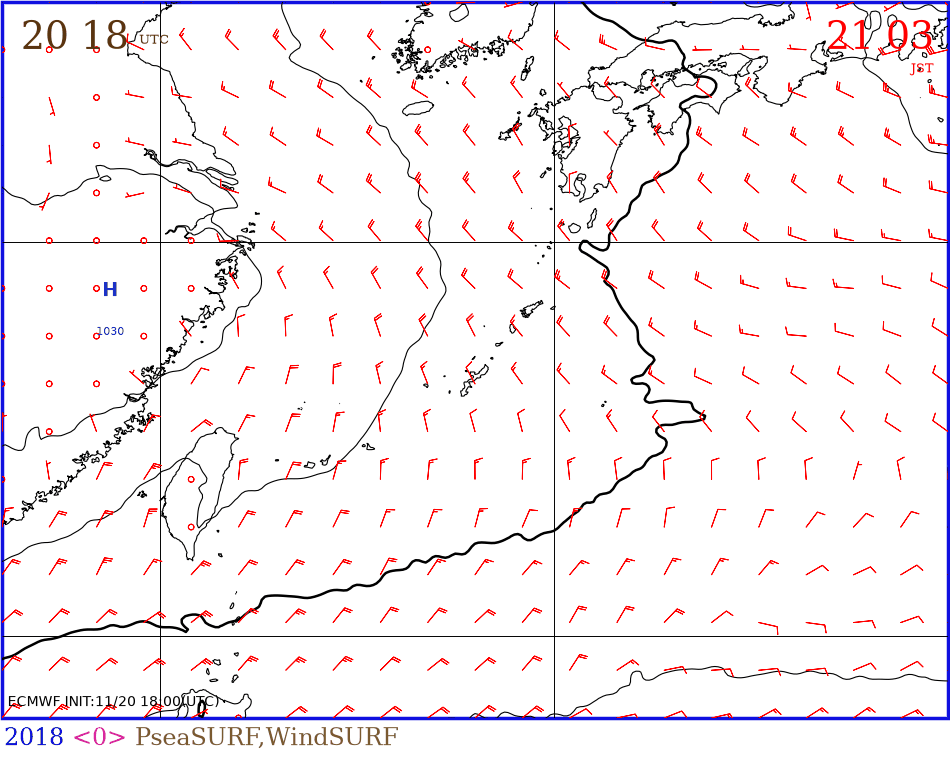 20 18 UTC 21 03
JST
H
1030
ECMWF INIT:11/20 18:00(UTC)
2018 <0> PseaSURF,WindSURF